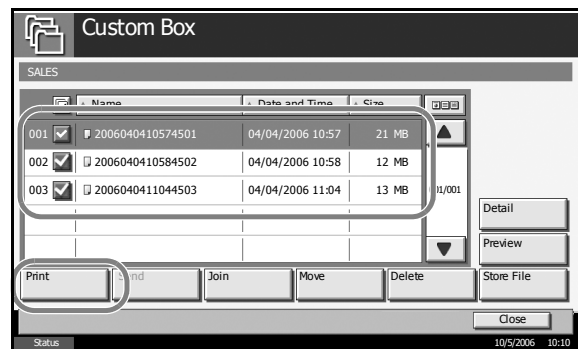 Custom Box
SALES
Name Date and Time Size
001 2006040410574501 04/04/2006 10:57 21 MB
002 2006040410584502 04/04/2006 10:58 12 MB
003 2006040411044503 04/04/2006 11:04 13 MB
/001
Detail
Preview
Print Send Join Move Delete Store File
Close
Status 10/5/2006 10:10